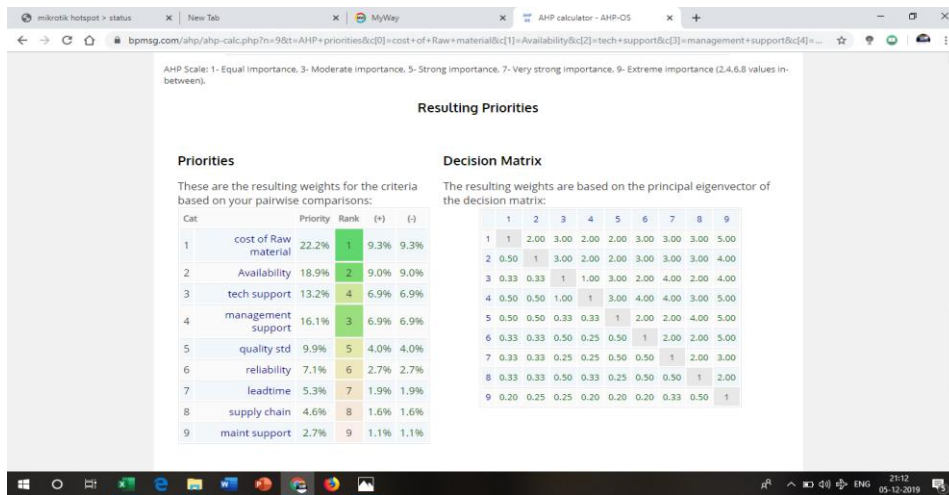 mikrotik hotspot > status
New Tab
MyWay
AHP calculator - AHP-OS
bpmsg.com/ahp/ahp-calc.php?n=9&t=AHP+priorities&c[0]=cost+of+Raw+material&c[1]=Availability&c[2]=tech+support&c[3]=management+support&c[4]=...
AHP Scale: 1- Equal Importance, 3- Moderate importance, 5- Strong importance, 7- Very strong importance, 9- Extreme importance (2,4,6,8 values in-
between).
Resulting Priorities
Priorities
These are the resulting weights for the criteria
based on your pairwise comparisons:
Cat Priority Rank (+) (-)
1 cost of Raw material 22.2% 1 9.3% 9.3%
2 Availability 18.9% 2 9.0% 9.0%
3 tech support 13.2% 4 6.9% 6.9%
4 management support 16.1% 3 6.9% 6.9%
5 quality std 9.9% 5 4.0% 4.0%
6 reliability 7.1% 6 2.7% 2.7%
7 leadtime 5.3% 7 1.9% 1.9%
8 supply chain 4.6% 8 1.6% 1.6%
9 maint support 2.7% 9 1.1% 1.1%
Decision Matrix
The resulting weights are based on the principal eigenvector of
the decision matrix:
1 2 3 4 5 6 7 8 9
1 1 2.00 3.00 2.00 2.00 3.00 3.00 3.00 5.00
2 0.50 1 3.00 2.00 2.00 3.00 3.00 3.00 4.00
3 0.33 0.33 1 1.00 3.00 2.00 4.00 2.00 4.00
4 0.50 0.50 1.00 1 3.00 4.00 4.00 3.00 5.00
5 0.50 0.50 0.33 0.33 1 2.00 2.00 4.00 5.00
6 0.33 0.33 0.50 0.25 0.50 1 2.00 2.00 5.00
7 0.33 0.33 0.25 0.25 0.50 0.50 1 2.00 3.00
8 0.33 0.33 0.50 0.33 0.25 0.50 0.50 1 2.00
9 0.20 0.25 0.25 0.20 0.20 0.20 0.33 0.50 1
ENG
21:12
05-12-2019